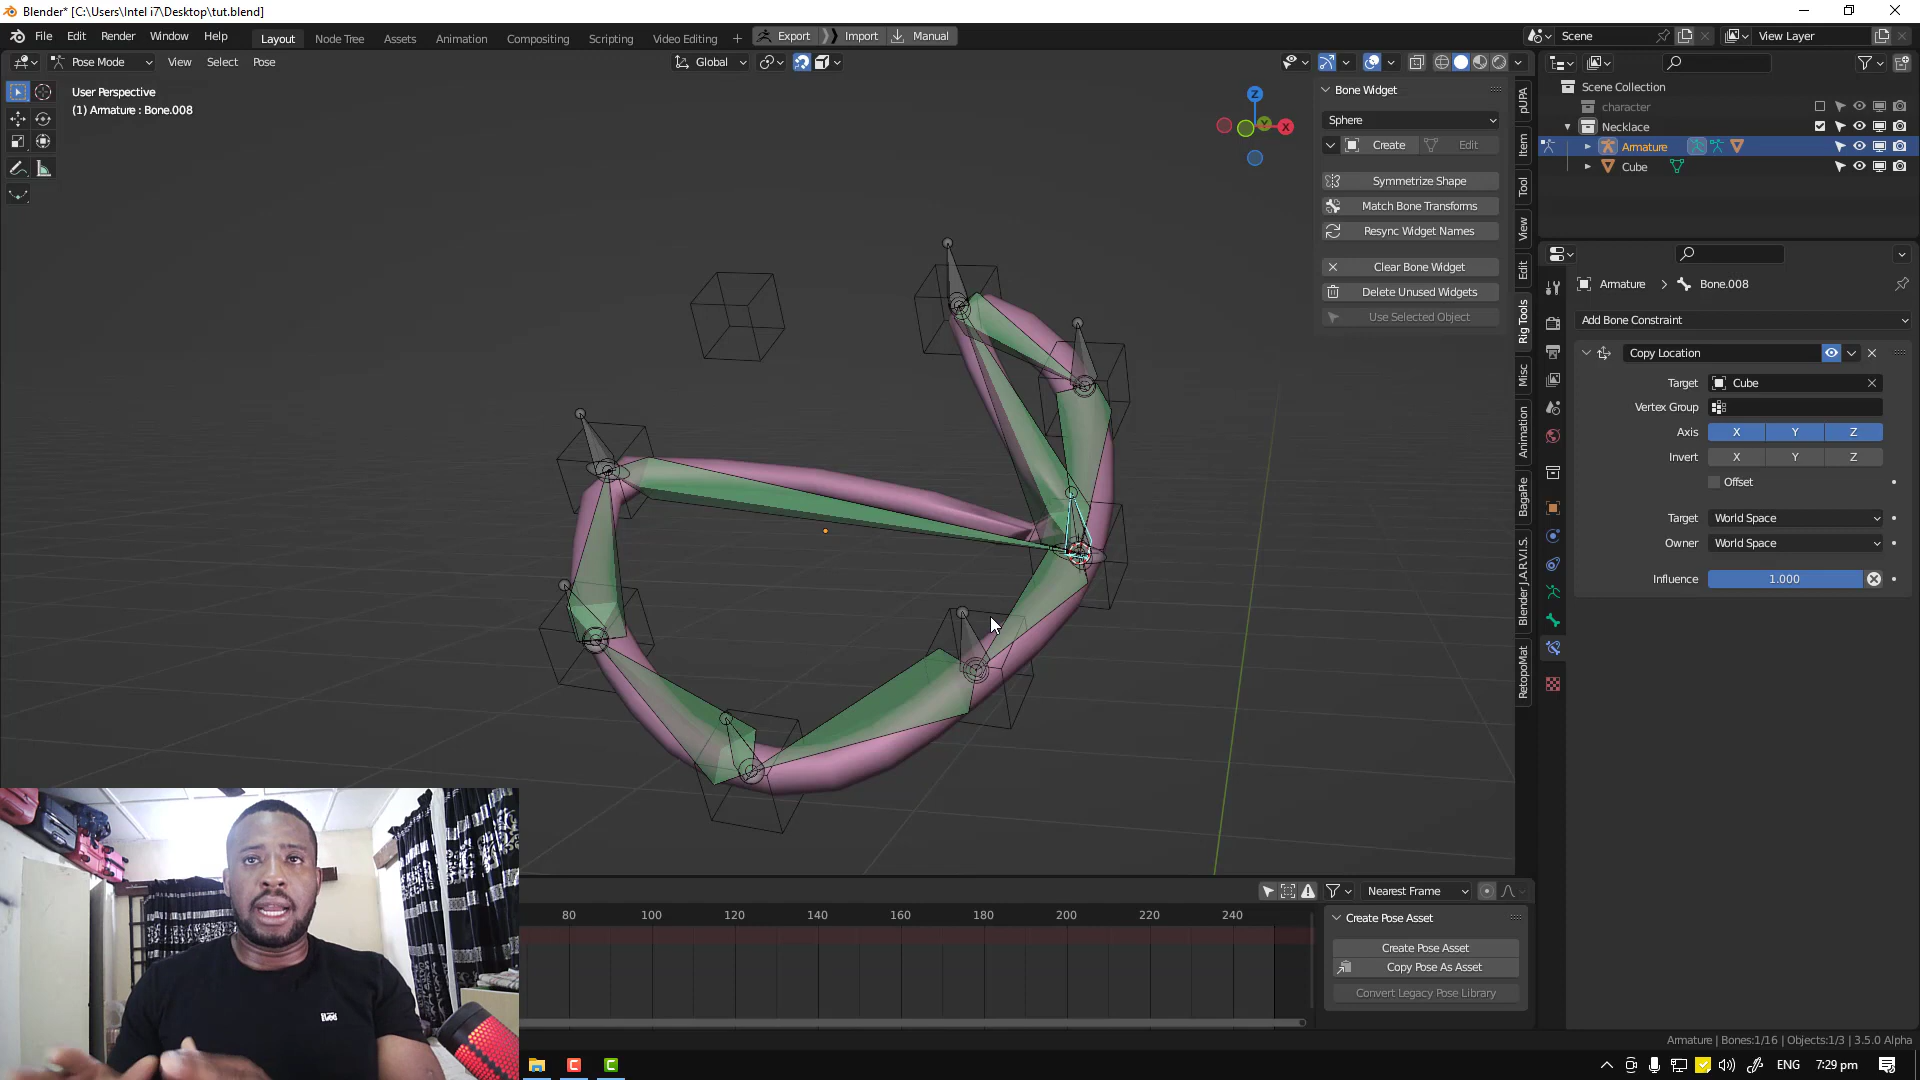 Blender* [C:\Users\Intel i7\Desktop\tut.blend]
File Edit Render Window Help
Layout Node Tree Assets Animation Compositing Scripting Video Editing +
Export Import Manual
Scene
View Layer
Pose Mode View Select Pose
Global
User Perspective
(1) Armature : Bone.008
Z
Y
X
Bone Widget
Sphere
Create Edit
Symmetrize Shape
Match Bone Transforms
Resync Widget Names
Clear Bone Widget
Delete Unused Widgets
Use Selected Object
pUPA
Item
Tool
View
Edit
Rig Tools
Misc
Animation
BagaPie
Blender J.A.R.V.I.S.
RetopoMat
Scene Collection
character
Necklace
Armature
Cube
Armature > Bone.008
Add Bone Constraint
Copy Location
Target Cube
Vertex Group
Axis X Y Z
Invert X Y Z
Offset
Target World Space
Owner World Space
Influence 1.000
Nearest Frame
80 100 120 140 160 180 200 220 240
Create Pose Asset
Create Pose Asset
Copy Pose As Asset
Convert Legacy Pose Library
Armature | Bones:1/16 | Objects:1/3 | 3.5.0 Alpha
ENG 7:29 pm